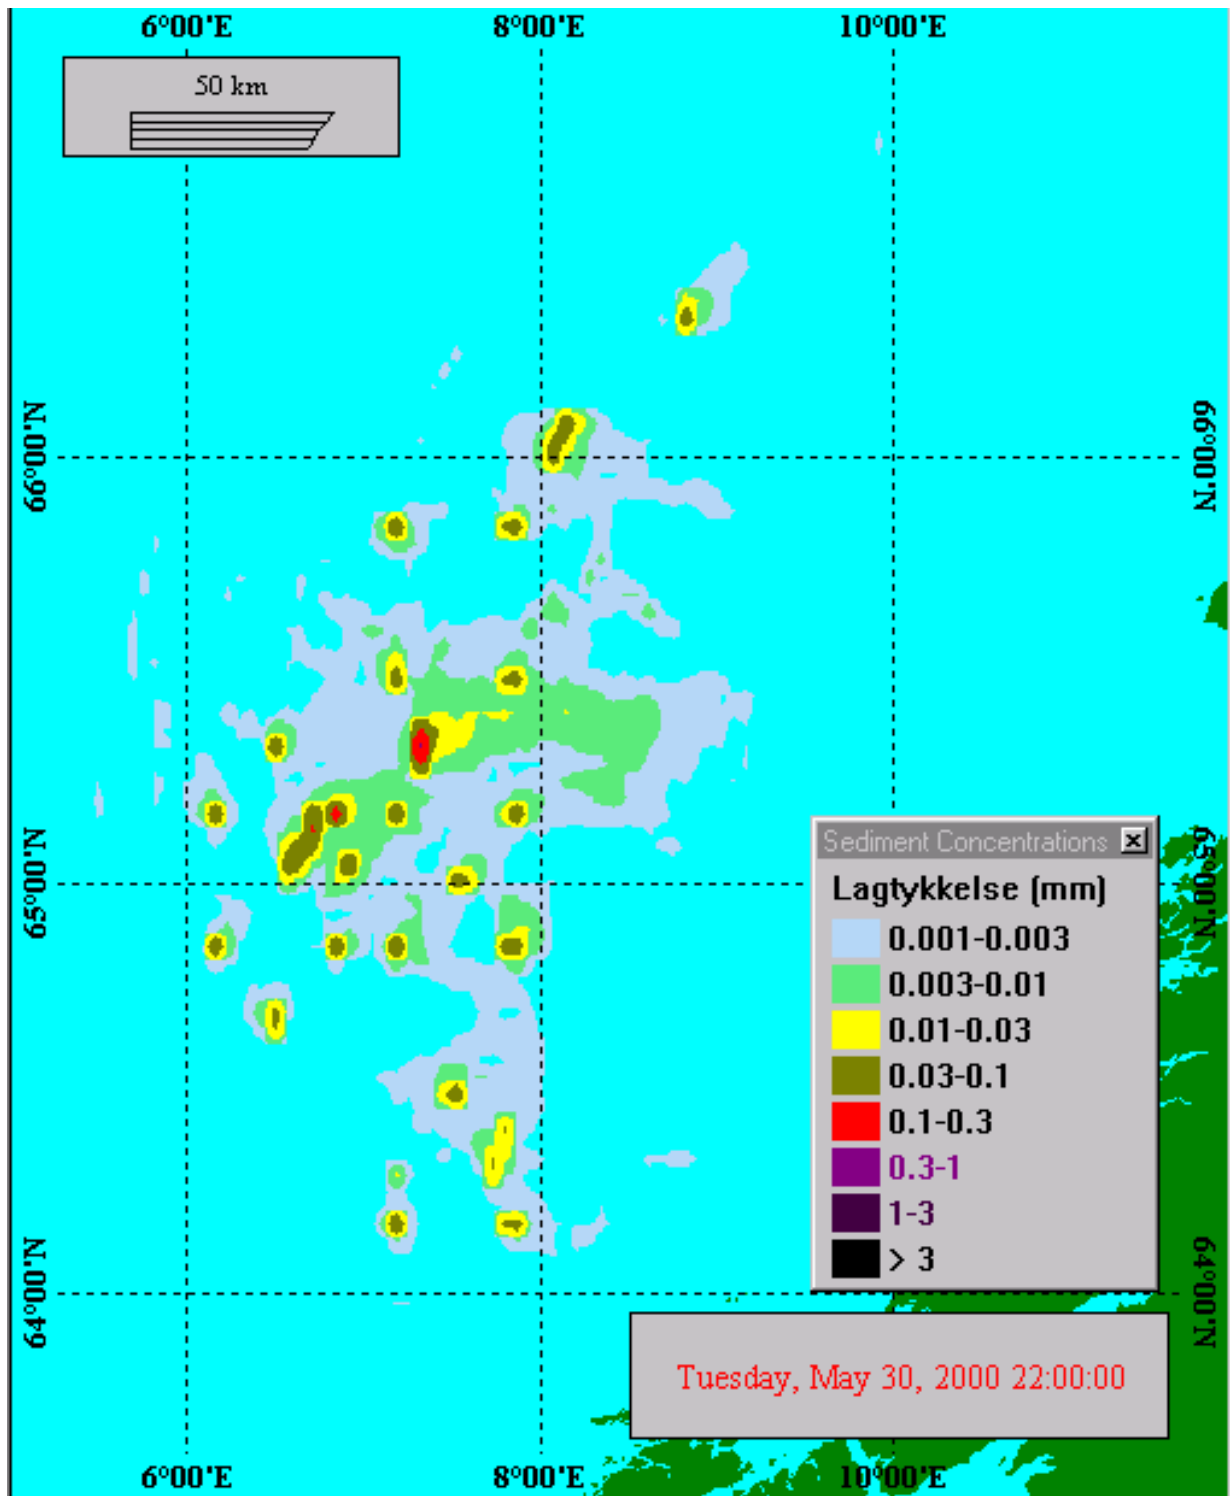 6°00'E 8°00'E 10°00'E
50 km
66°00'N 66°00'N
Sediment Concentrations
65°00'N 65°00'N
Lagtykkelse (mm)
0.001-0.003
0.003-0.01
0.01-0.03
0.03-0.1
0.1-0.3
0.3-1
1-3
> 3
64°00'N 64°00'N
Tuesday, May 30, 2000 22:00:00
6°00'E 8°00'E 10°00'E